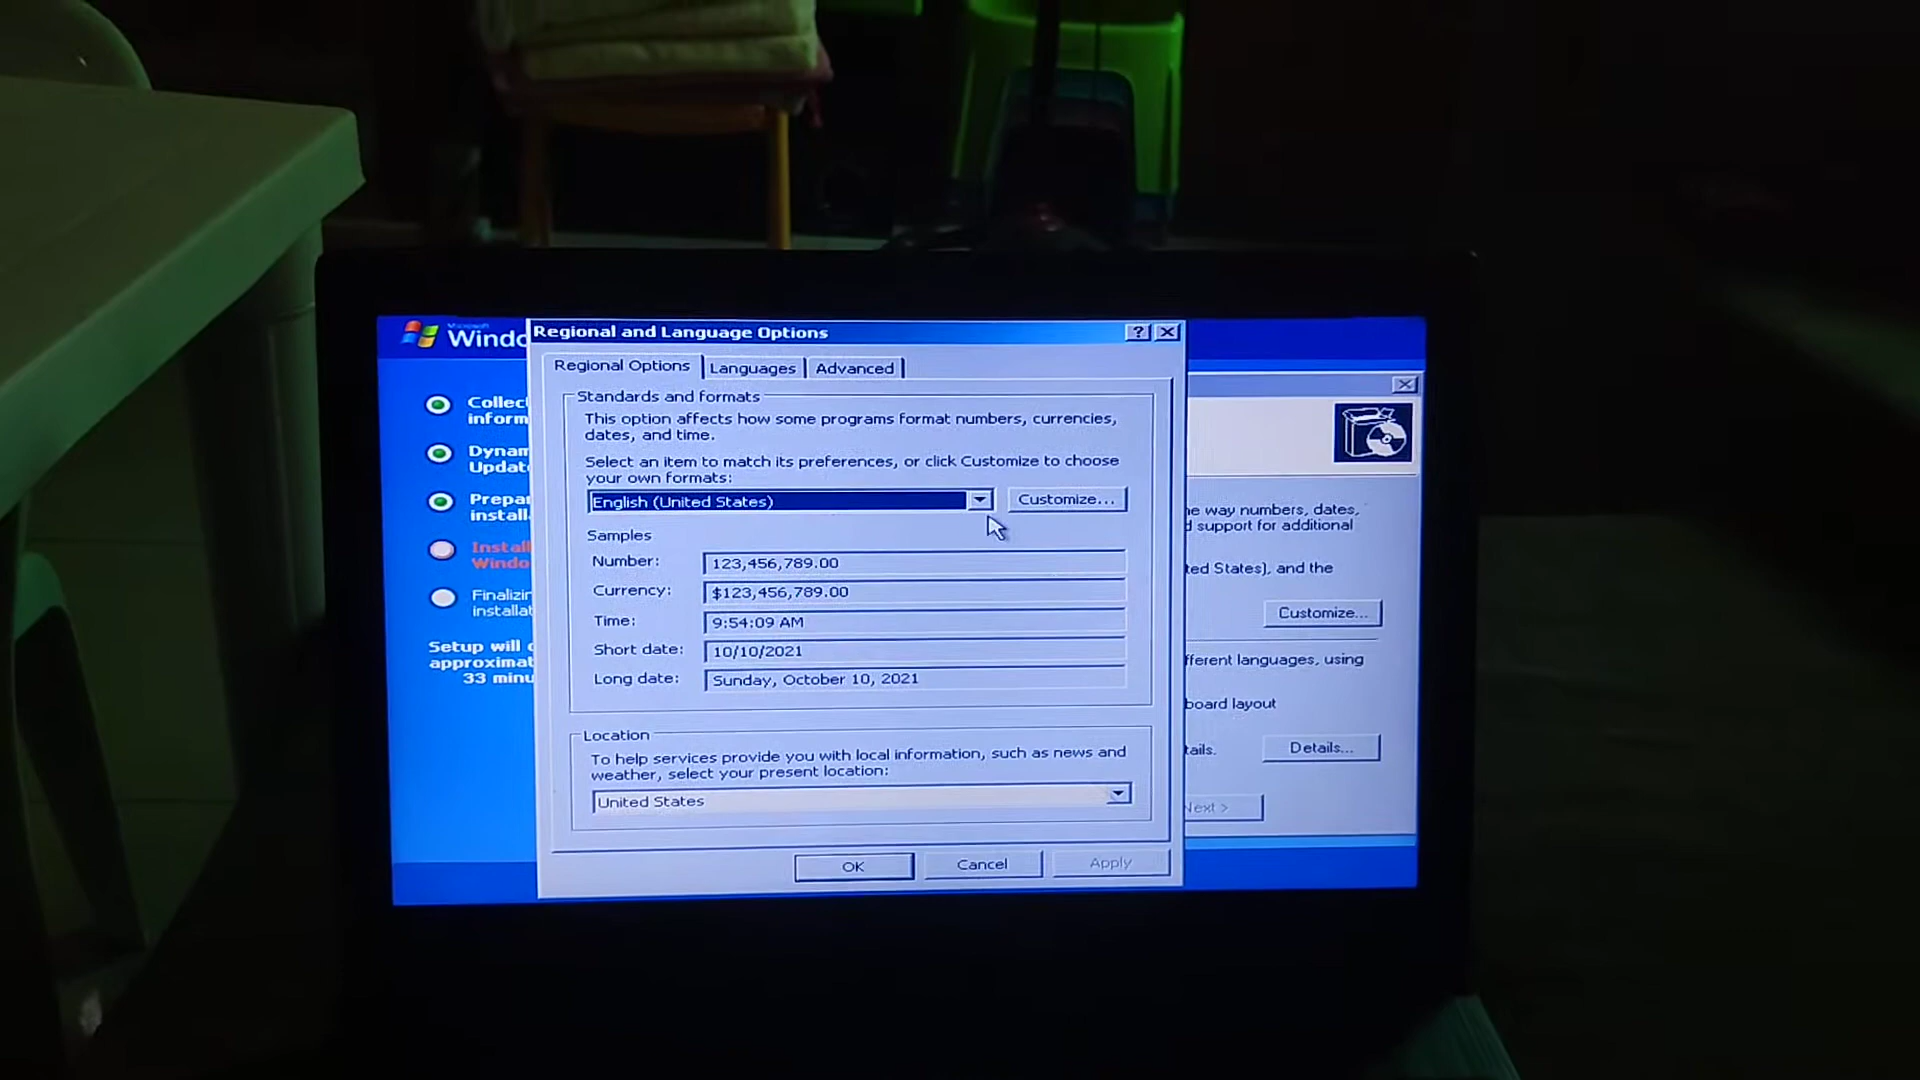 Microsoft
Windo
Regional and Language Options
Regional Options
Languages
Advanced
Standards and formats
This option affects how some programs format numbers, currencies,
dates, and time.
Select an item to match its preferences, or click Customize to choose
your own formats:
English (United States)
Customize...
Samples
Number:
123,456,789.00
Currency:
$123,456,789.00
Time:
9:54:09 AM
Short date:
10/10/2021
Long date:
Sunday, October 10, 2021
Location
To help services provide you with local information, such as news and
weather, select your present location:
United States
OK
Cancel
Apply
Collec
inform
Dynam
Update
Prepar
install
Install
Windo
Finalizin
installat
Setup will c
approximat
33 minu
he way numbers, dates,
d support for additional
ted States), and the
Customize...
fferent languages, using
board layout
tails.
Details...
Next >